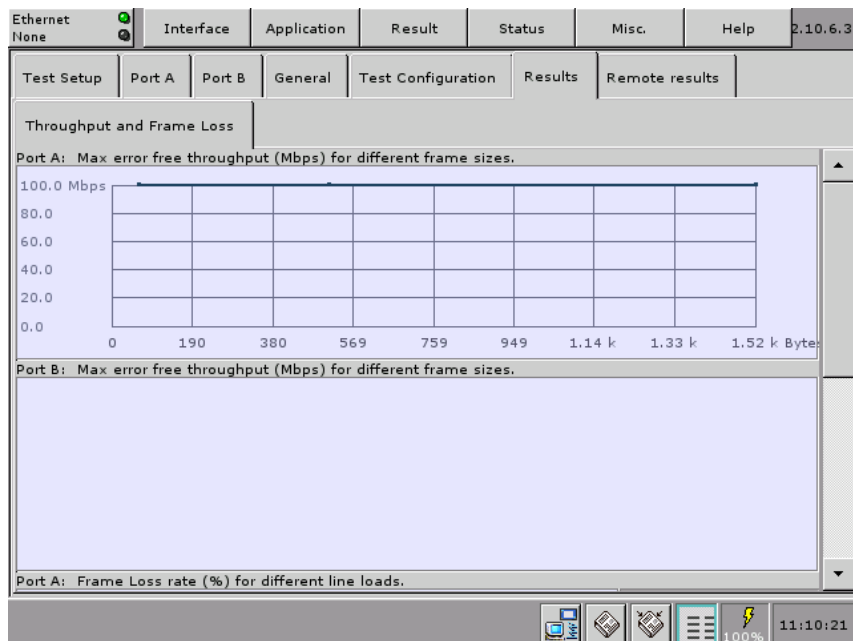 Ethernet
None
Interface
Application
Result
Status
Misc.
Help
2.10.6.3
Test Setup
Port A
Port B
General
Test Configuration
Results
Remote results
Throughput and Frame Loss
Port A: Max error free throughput (Mbps) for different frame sizes.
100.0 Mbps
80.0
60.0
40.0
20.0
0.0
0 190 380 569 759 949 1.14 k 1.33 k 1.52 k Bytes
Port B: Max error free throughput (Mbps) for different frame sizes.
Port A: Frame Loss rate (%) for different line loads.
100%
11:10:21